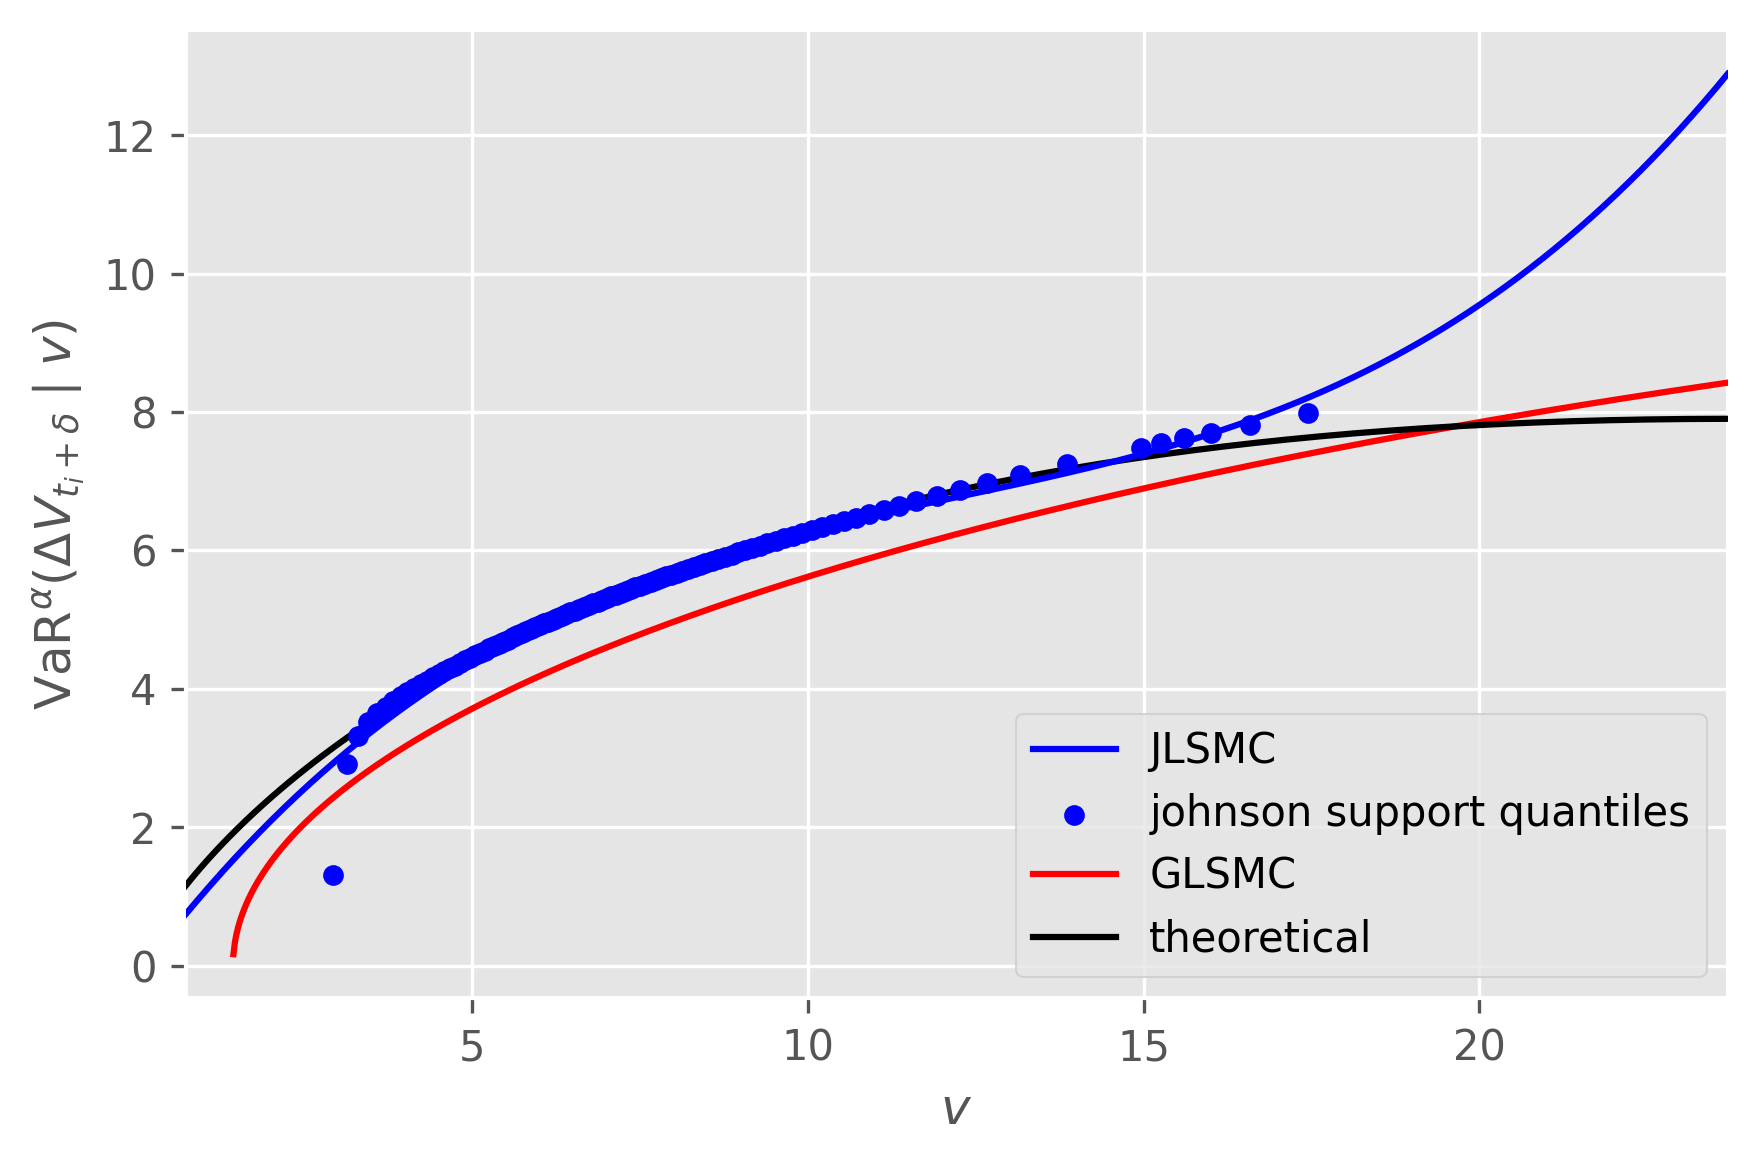 VaR^α(ΔV_{t_i+δ} | v)
12
10
8
6
4
2
0
5 10 15 20
v
JLSMC
johnson support quantiles
GLSMC
theoretical